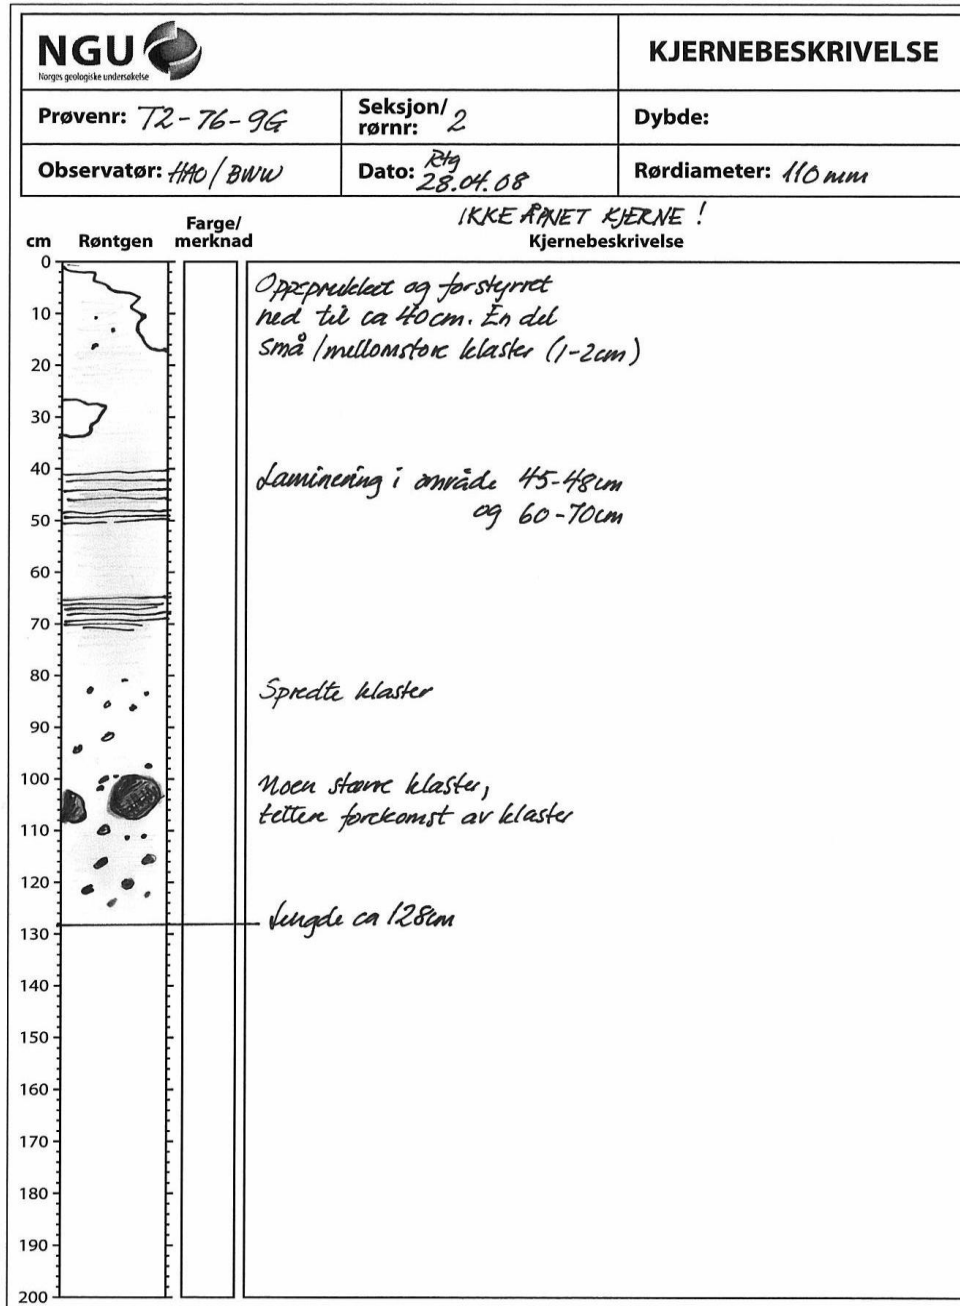 NGU
Norges geologiske undersøkelse
KJERNEBESKRIVELSE
Prøvenr: T2-76-9G
Seksjon/
rørnr: 2
Dybde:
Observatør: HAO/BWW
Dato: Rtg
28.04.08
Rørdiameter: 110 mm
IKKE ÅPNET KJERNE !
cm
Røntgen
Farge/
merknad
Kjernebeskrivelse
0
Oppsprukket og forstyrret
10
ned til ca 40cm. En del
små/mellomstore klaster (1-2cm)
20
30
40
Laminering i område 45-48cm
og 60-70cm
50
60
70
80
Spredte klaster
90
100
Noen større klaster,
tettere forekomst av klaster
110
120
Lengde ca 128cm
130
140
150
160
170
180
190
200